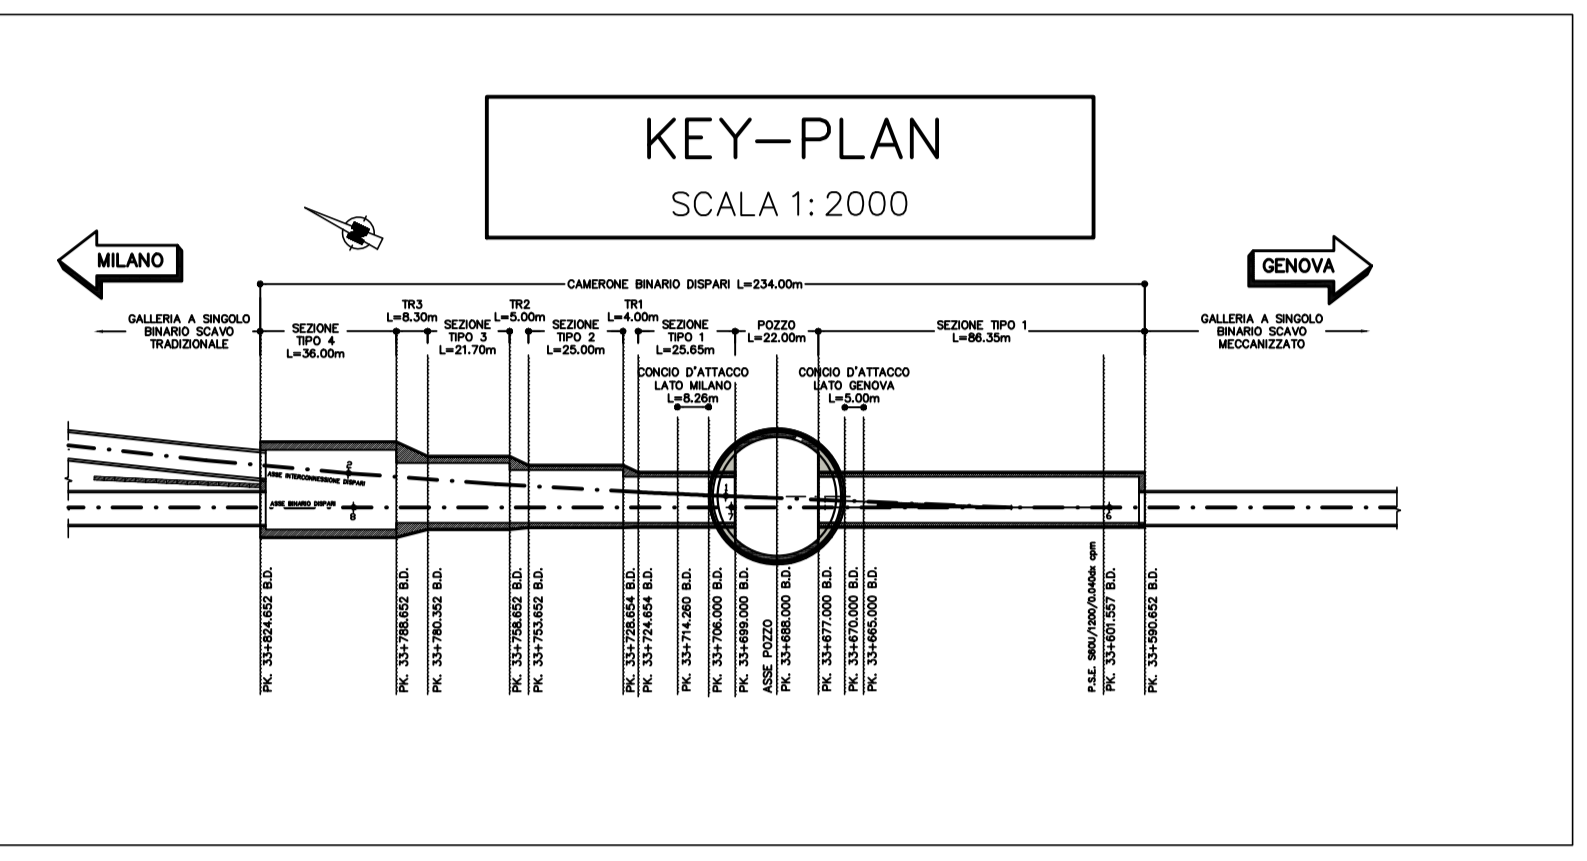 KEY-PLAN
SCALA 1:2000
N
MILANO
GENOVA
CAMERONE BINARIO DISPARI L=234.00m
GALLERIA A SINGOLO
BINARIO SCAVO
TRADIZIONALE
SEZIONE
TIPO 4
L=36.00m
TR3
L=8.30m
SEZIONE
TIPO 3
L=21.70m
TR2
L=5.00m
SEZIONE
TIPO 2
L=25.00m
TR1
L=4.00m
SEZIONE
TIPO 1
L=25.65m
POZZO
L=22.00m
SEZIONE TIPO 1
L=86.35m
GALLERIA A SINGOLO
BINARIO SCAVO
MECCANIZZATO
CONCIO D'ATTACCO
LATO MILANO
L=8.26m
CONCIO D'ATTACCO
LATO GENOVA
L=5.00m
2
ASSE INTERCONNESSIONE DISPARI
ASSE BINARIO DISPARI
8
1
7
6
PK. 33+824.652 B.D.
PK. 33+788.652 B.D.
PK. 33+780.352 B.D.
PK. 33+758.652 B.D.
PK. 33+753.652 B.D.
PK. 33+728.654 B.D.
PK. 33+724.654 B.D.
PK. 33+714.260 B.D.
PK. 33+706.000 B.D.
PK. 33+699.000 B.D.
ASSE POZZO
PK. 33+688.000 B.D.
PK. 33+677.000 B.D.
PK. 33+670.000 B.D.
PK. 33+665.000 B.D.
P.S.E. S60U/1200/0.040dx cpm
PK. 33+601.557 B.D.
PK. 33+590.652 B.D.